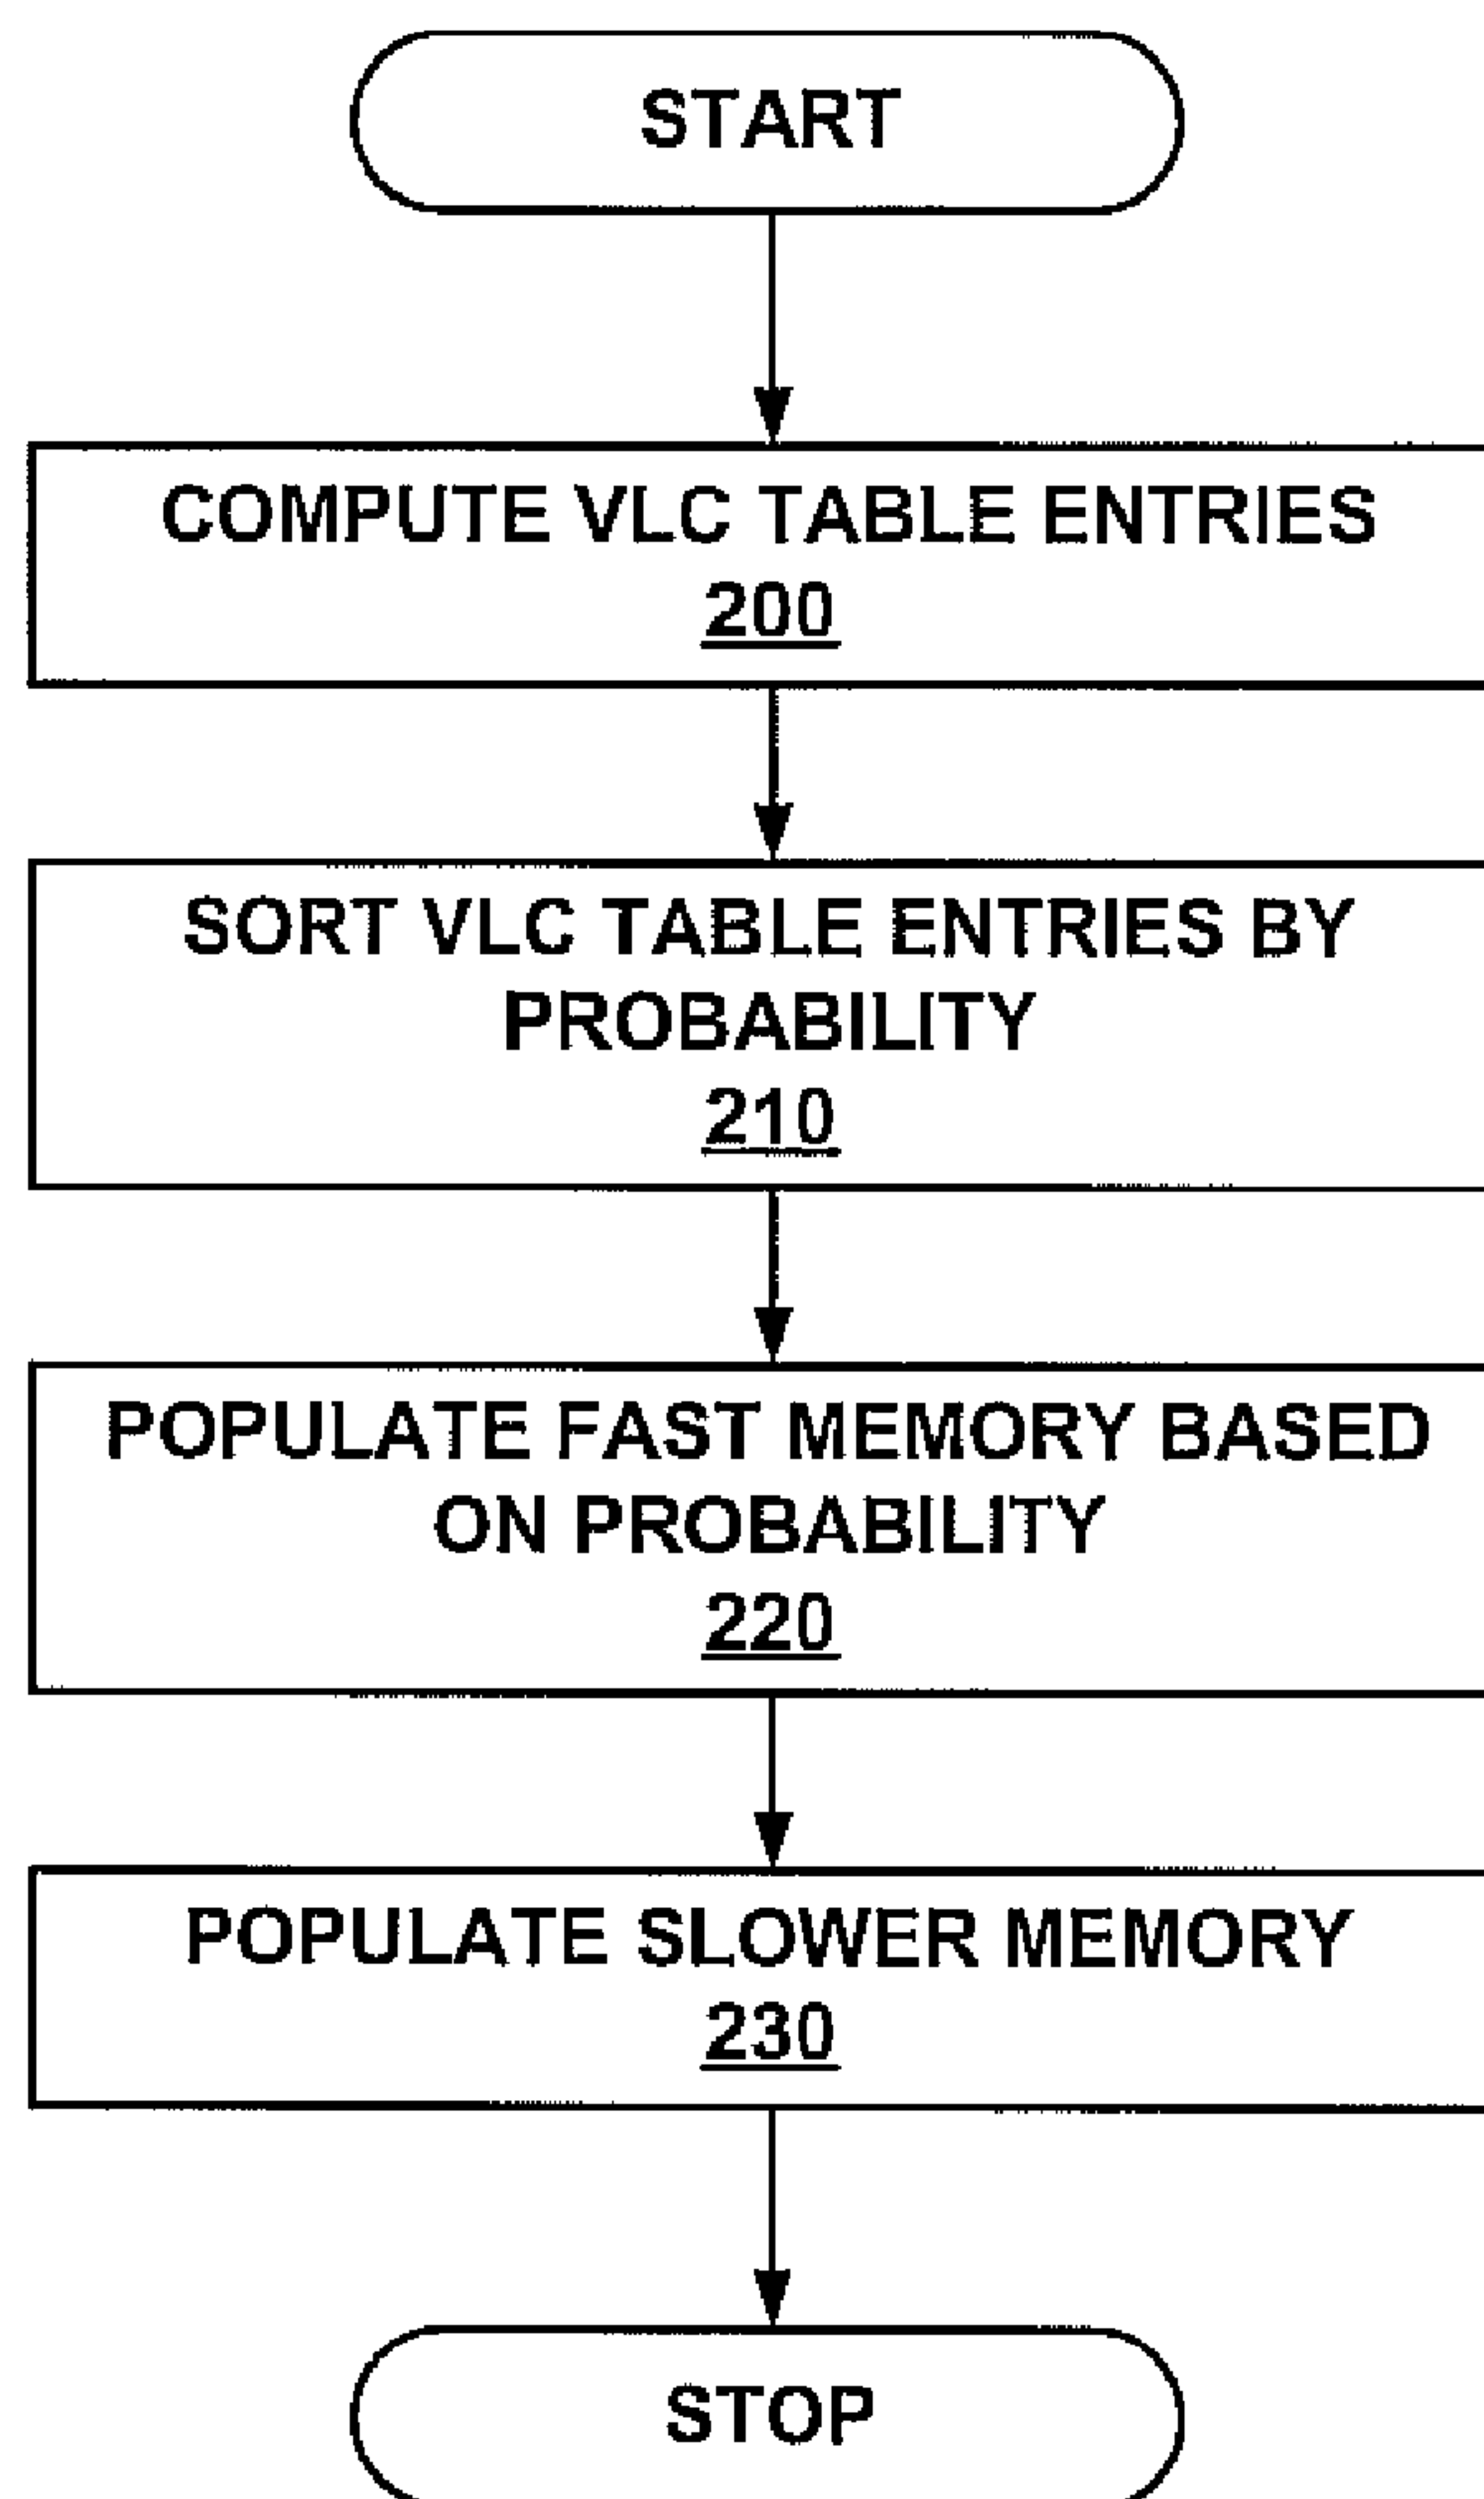 START
COMPUTE VLC TABLE ENTRIES
200
SORT VLC TABLE ENTRIES BY
PROBABILITY
210
POPULATE FAST MEMORY BASED
ON PROBABILITY
220
POPULATE SLOWER MEMORY
230
STOP